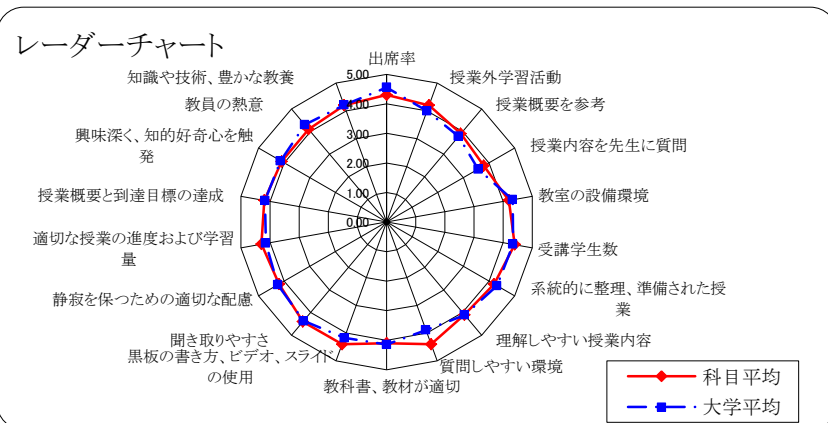 レーダーチャート
出席率
授業外学習活動
授業概要を参考
授業内容を先生に質問
教室の設備環境
受講学生数
系統的に整理、準備された授
業
理解しやすい授業内容
質問しやすい環境
教科書、教材が適切
黒板の書き方、ビデオ、スライド
の使用
聞き取りやすさ
静寂を保つための適切な配慮
適切な授業の進度および学習
量
授業概要と到達目標の達成
興味深く、知的好奇心を触
発
教員の熱意
知識や技術、豊かな教養
5.00
4.00
3.00
2.00
1.00
0.00
科目平均
大学平均